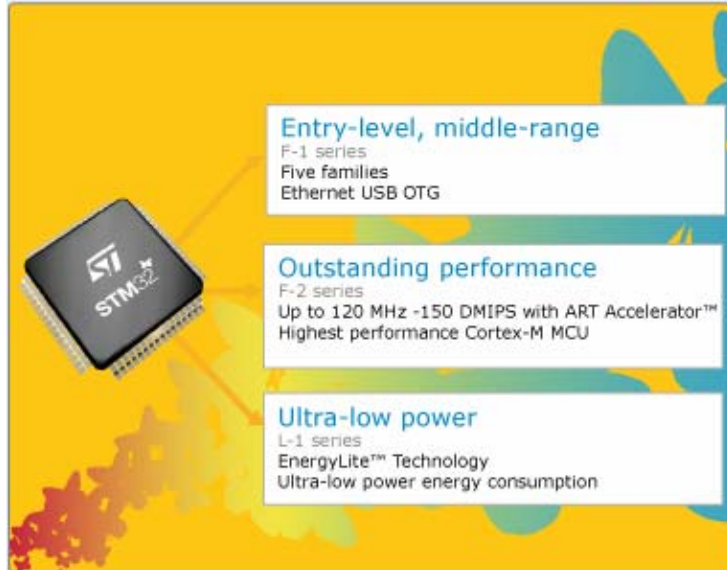 ST
STM32
Entry-level, middle-range
F-1 series
Five families
Ethernet USB OTG
Outstanding performance
F-2 series
Up to 120 MHz -150 DMIPS with ART Accelerator™
Highest performance Cortex-M MCU
Ultra-low power
L-1 series
EnergyLite™ Technology
Ultra-low power energy consumption